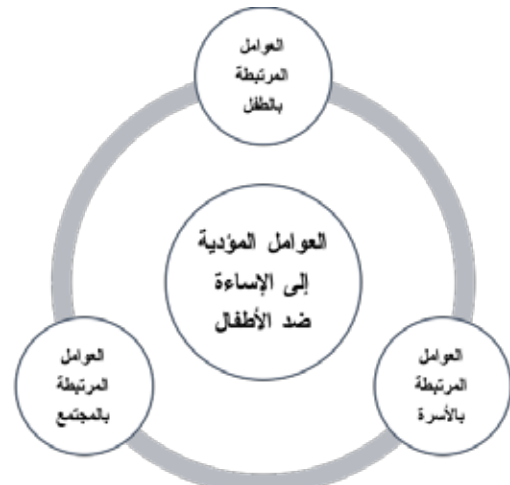 العوامل
المرتبطة
بالطفل
العوامل المؤدية
إلى الإساءة
ضد الأطفال
العوامل
المرتبطة
بالأسرة
العوامل
المرتبطة
بالمجتمع